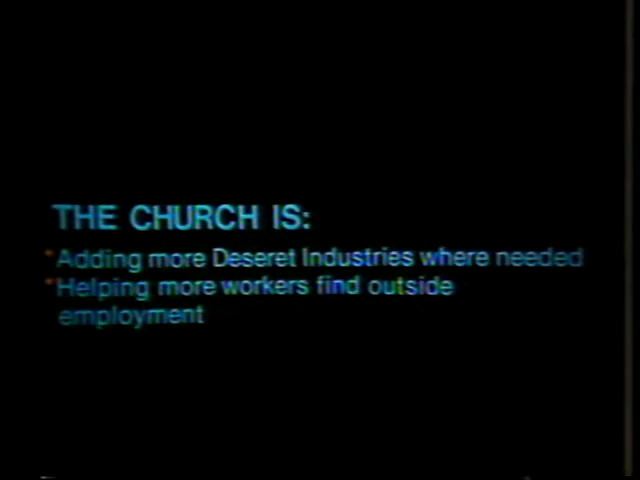 THE CHURCH IS:
*Adding more Deseret Industries where needed
*Helping more workers find outside
employment